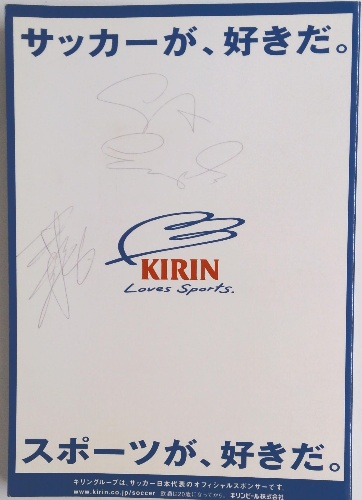 サッカーが、好きだ。
KIRIN
Loves Sports.
スポーツが、好きだ。
キリングループは、サッカー日本代表のオフィシャルスポンサーです。
www.kirin.co.jp/soccer 飲酒は20歳になってから。キリンビール株式会社